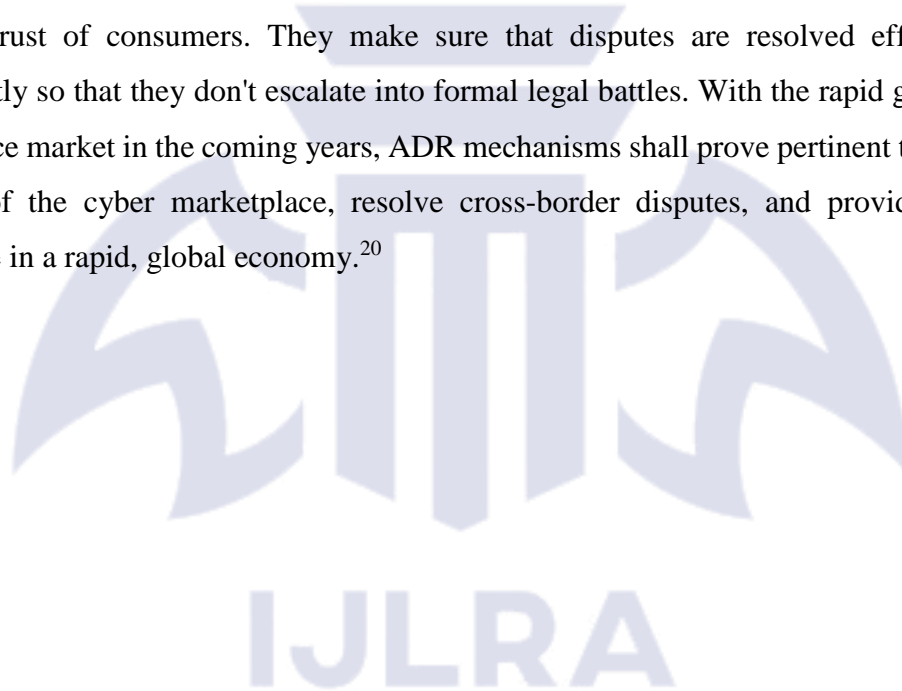 rust of consumers. They make sure that disputes are resolved eff
tly so that they don't escalate into formal legal battles. With the rapid g
ce market in the coming years, ADR mechanisms shall prove pertinent t
of the cyber marketplace, resolve cross-border disputes, and provid
in a rapid, global economy.20
IJLRA